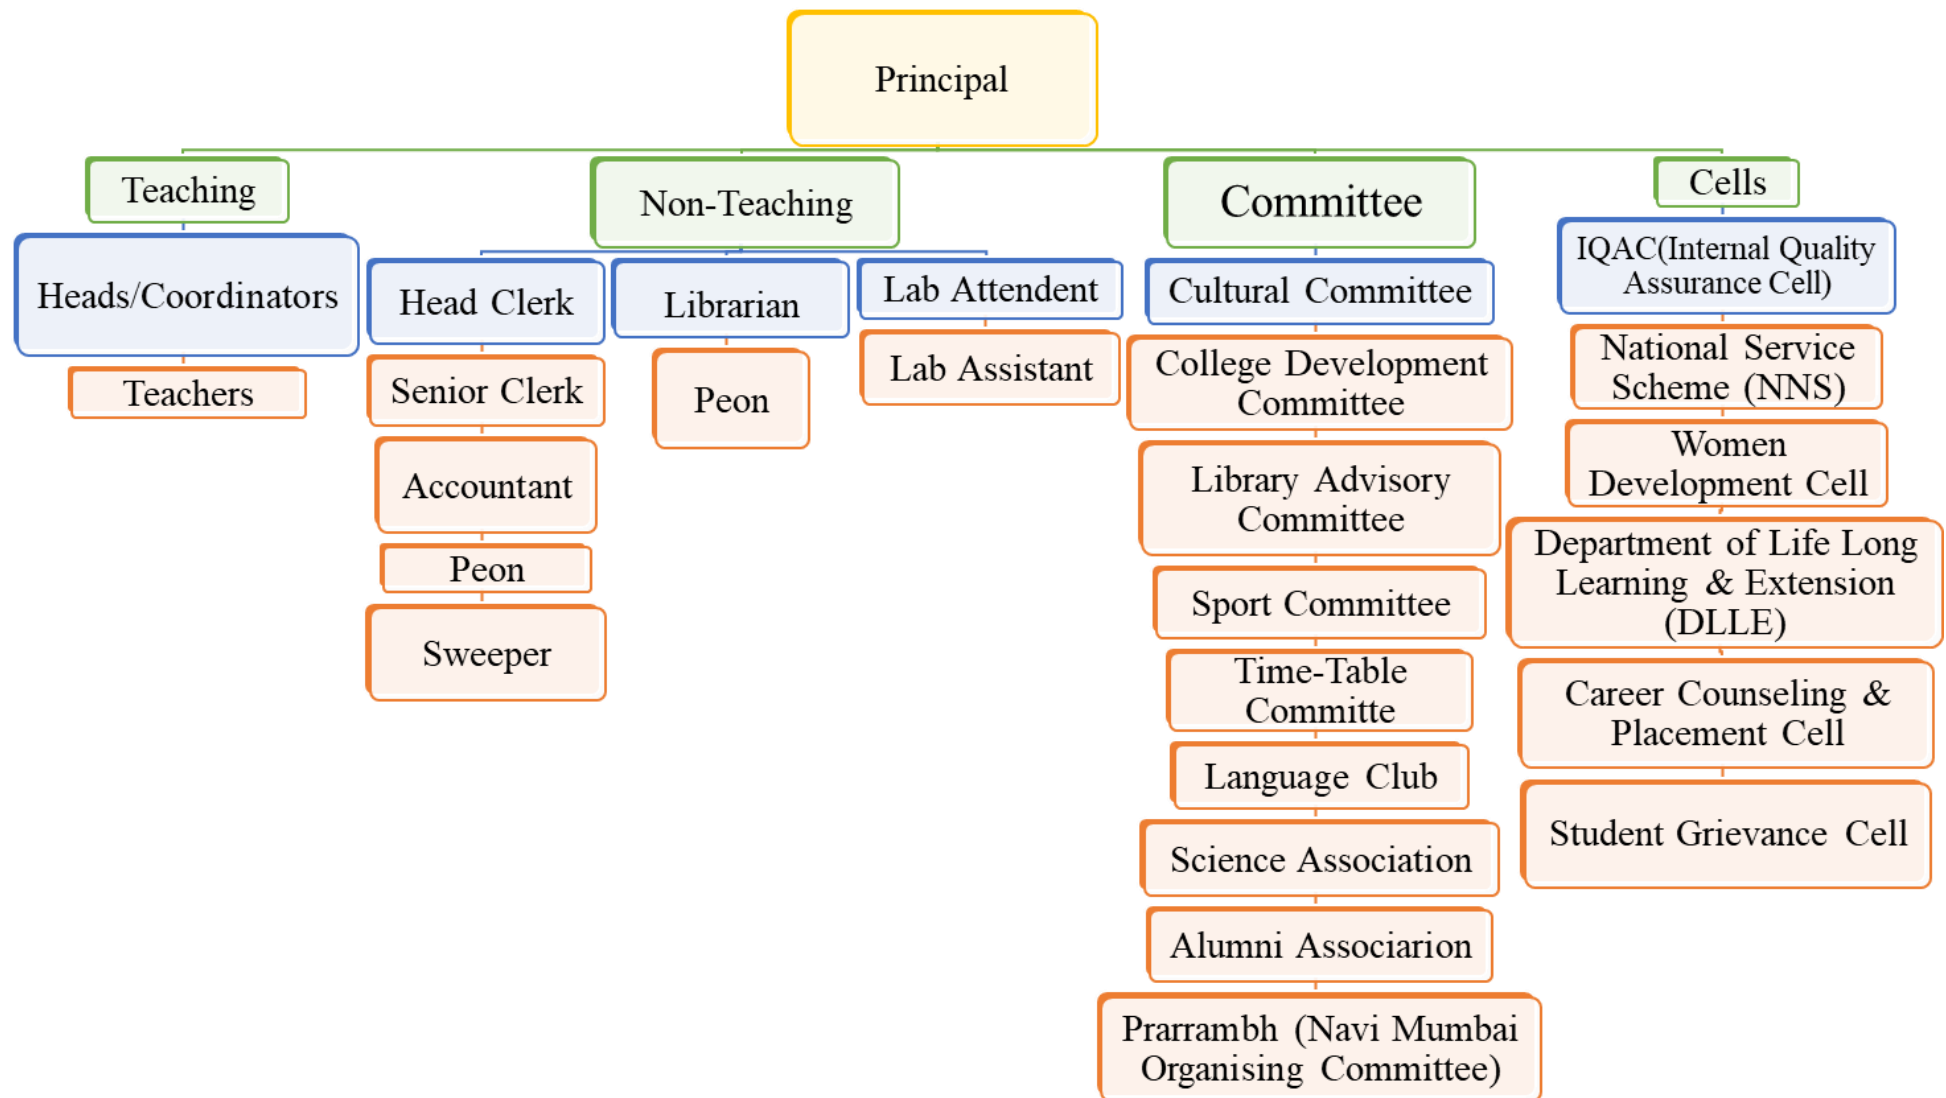 Principal
Teaching
Non-Teaching
Committee
Cells
Heads/Coordinators
Teachers
Head Clerk
Senior Clerk
Accountant
Peon
Sweeper
Librarian
Peon
Lab Attendent
Lab Assistant
Cultural Committee
College Development
Committee
Library Advisory
Committee
Sport Committee
Time-Table
Committe
Language Club
Science Association
Alumni Associarion
Prarrambh (Navi Mumbai
Organising Committee)
IQAC(Internal Quality
Assurance Cell)
National Service
Scheme (NNS)
Women
Development Cell
Department of Life Long
Learning & Extension
(DLLE)
Career Counseling &
Placement Cell
Student Grievance Cell